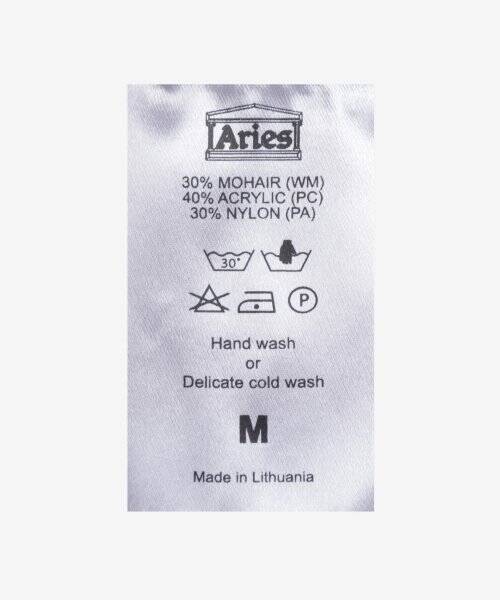 Aries
30% MOHAIR (WM)
40% ACRYLIC (PC)
30% NYLON (PA)
30°
P
Hand wash
or
Delicate cold wash
M
Made in Lithuania